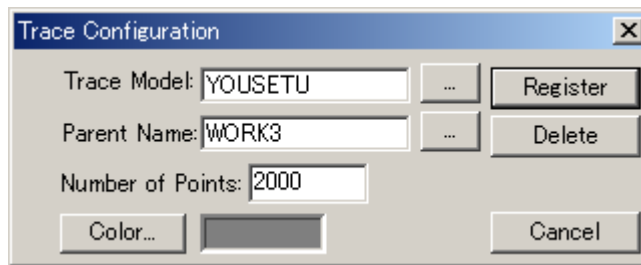 Trace Configuration
Trace Model: YOUSETU ... Register
Parent Name: WORK3 ... Delete
Number of Points: 2000
Color... Cancel